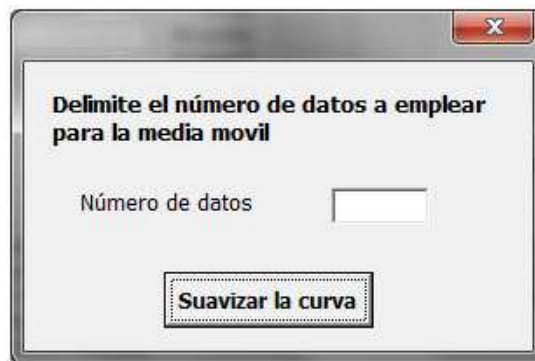 Delimite el número de datos a emplear
para la media movil
Número de datos
Suavizar la curva